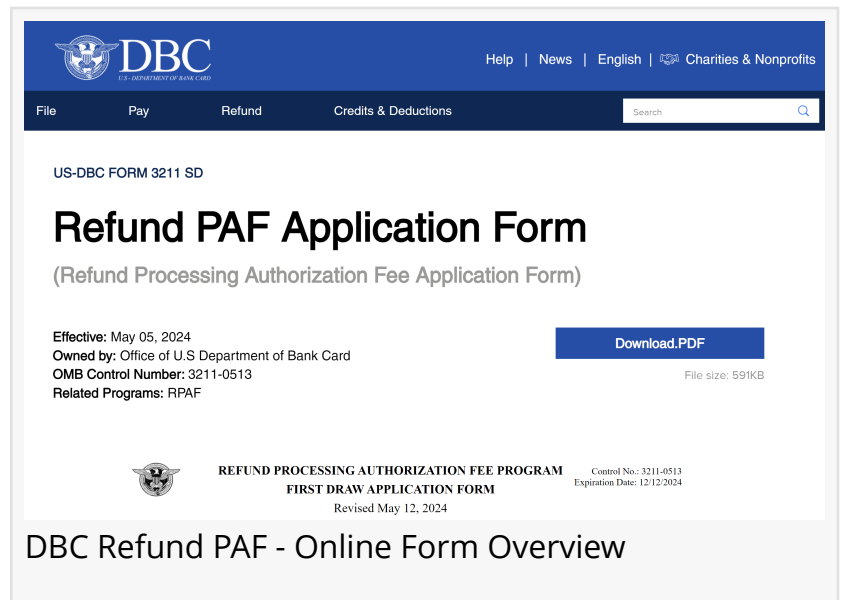 DBC
U.S - DEPARTMENT OF BANK CARD
Help | News | English | Charities & Nonprofits
File Pay Refund Credits & Deductions Search
US-DBC FORM 3211 SD
Refund PAF Application Form
(Refund Processing Authorization Fee Application Form)
Effective: May 05, 2024
Owned by: Office of U.S Department of Bank Card
OMB Control Number: 3211-0513
Related Programs: RPAF
Download.PDF
File size: 591KB
REFUND PROCESSING AUTHORIZATION FEE PROGRAM
FIRST DRAW APPLICATION FORM
Revised May 12, 2024
Control No.: 3211-0513
Expiration Date: 12/12/2024
DBC Refund PAF - Online Form Overview